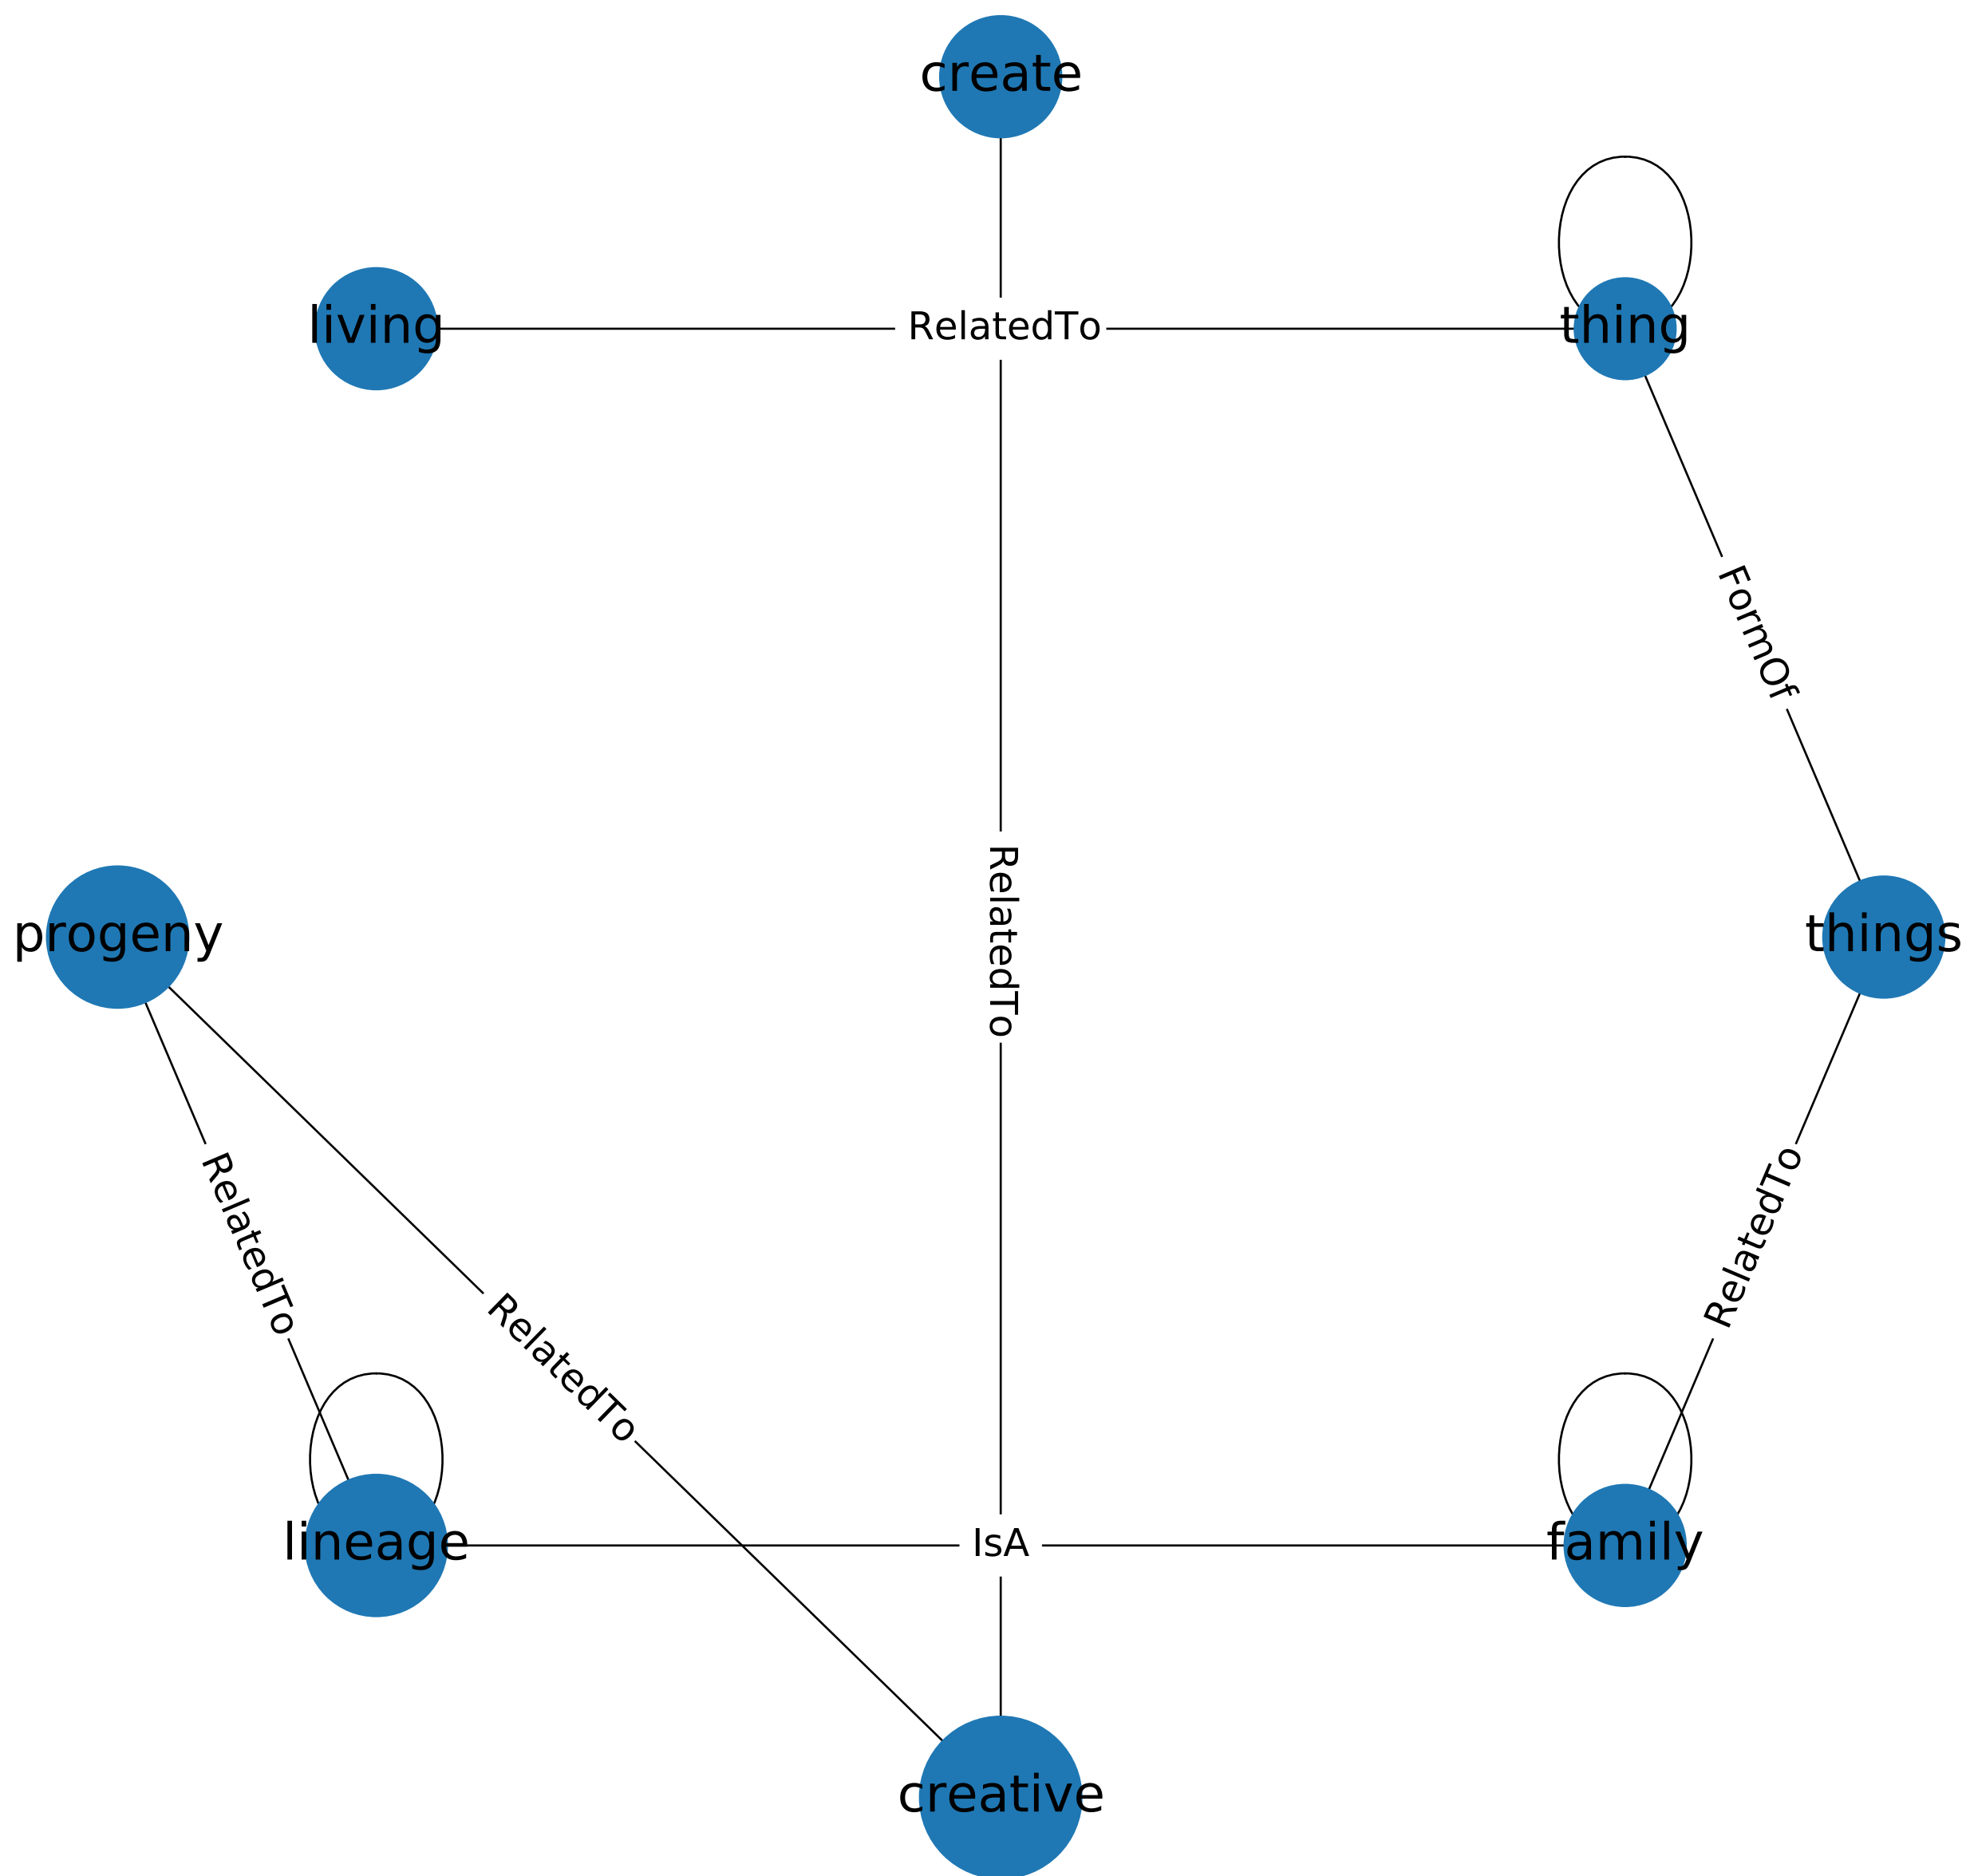 create
living
RelatedTo
thing
FormOf
RelatedTo
progeny
things
RelatedTo
RelatedTo
RelatedTo
lineage
IsA
family
creative